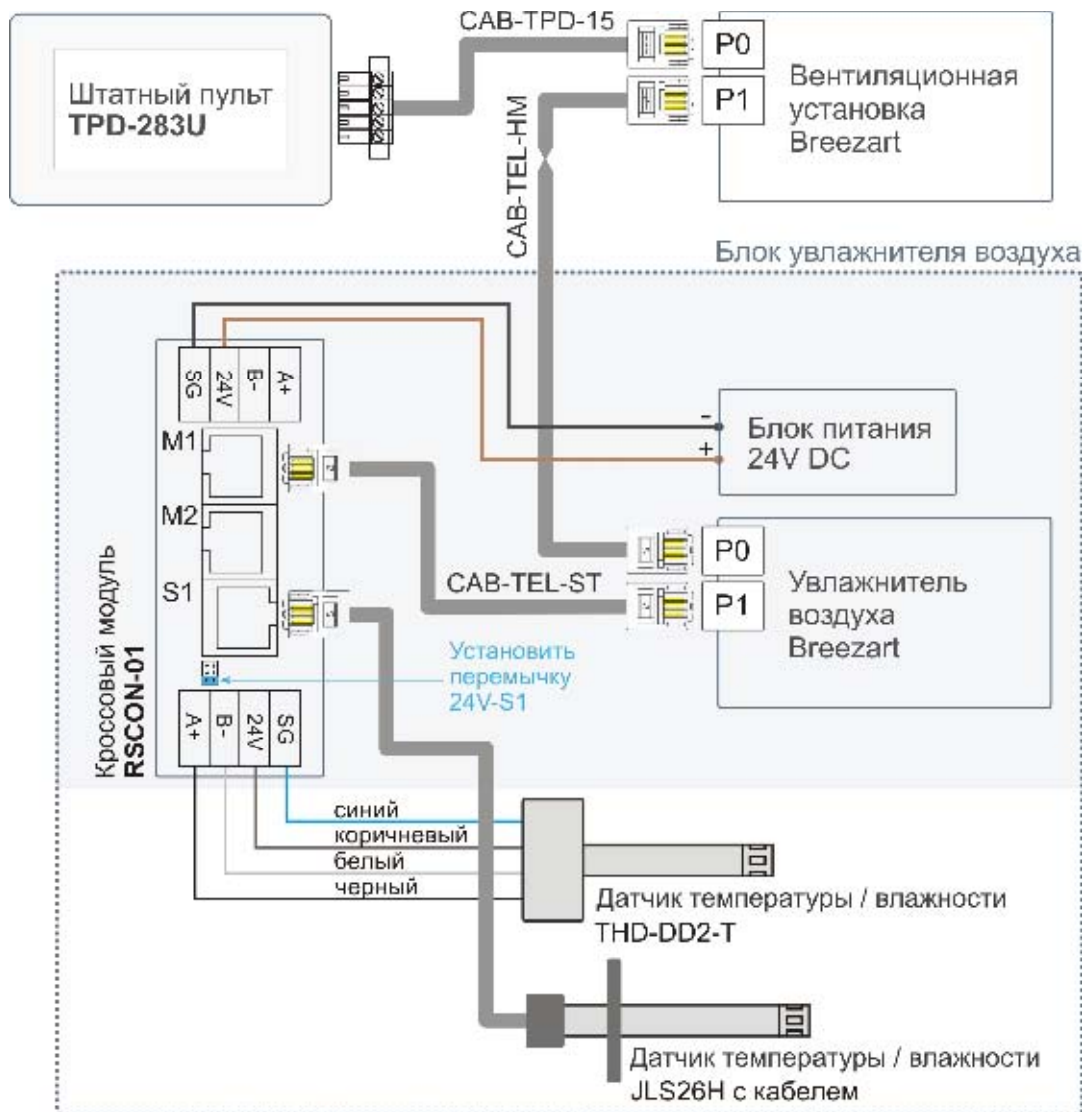 CAB-TPD-15
Штатный пульт
TPD-283U
P0
P1
Вентиляционная
установка
Breezart
CAB-TEL-HM
Блок увлажнителя воздуха
SG
24V
B-
A+
M1
M2
S1
-
+
Блок питания
24V DC
CAB-TEL-ST
P0
P1
Увлажнитель
воздуха
Breezart
Кроссовый модуль
RSCON-01
Установить
перемычку
24V-S1
A+
B-
24V
SG
синий
коричневый
белый
черный
Датчик температуры / влажности
THD-DD2-T
Датчик температуры / влажности
JLS26H с кабелем